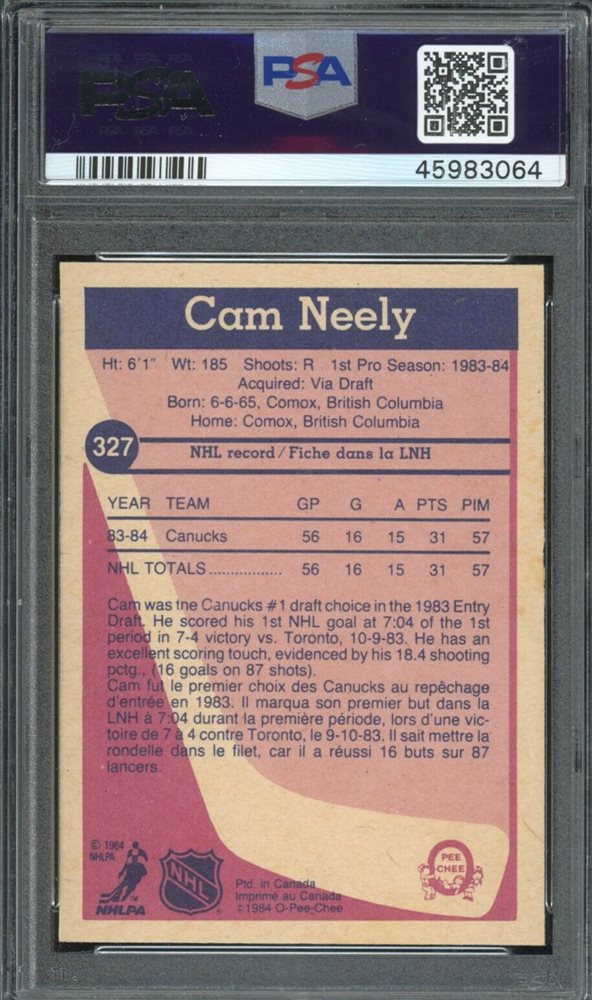 PSA
PSA
PSA PSA PSA
45983064
Cam Neely
Ht: 6'1" Wt: 185 Shoots: R 1st Pro Season: 1983-84
Acquired: Via Draft
Born: 6-6-65, Comox, British Columbia
Home: Comox, British Columbia
327
NHL record / Fiche dans la LNH
YEAR TEAM GP G A PTS PIM
83-84 Canucks 56 16 15 31 57
NHL TOTALS ................ 56 16 15 31 57
Cam was tne Canucks #1 draft choice in the 1983 Entry
Draft. He scored his 1st NHL goal at 7:04 of the 1st
period in 7-4 victory vs. Toronto, 10-9-83. He has an
excellent scoring touch, evidenced by his 18.4 shooting
pctg., (16 goals on 87 shots).
Cam fut le premier choix des Canucks au repêchage
d'entrée en 1983. Il marqua son premier but dans la
LNH à 7:04 durant la première période, lors d'une vic-
toire de 7 à 4 contre Toronto, le 9-10-83. Il sait mettre la
rondelle dans le filet, car il a réussi 16 buts sur 87
lancers.
© 1984
NHLPA
NHLPA
NHL
Ptd. in Canada
Imprimé au Canada
©1984 O-Pee-Chee
PEE
CHEE
PSA